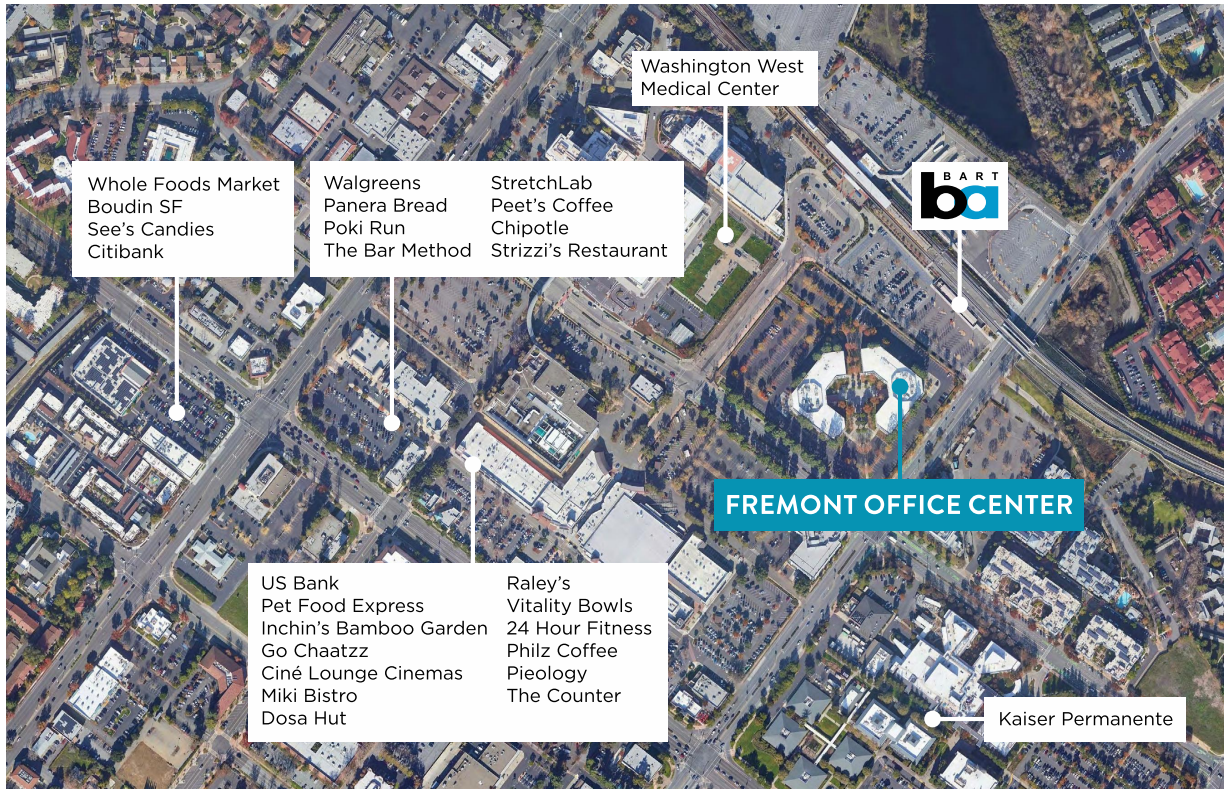 Washington West
Medical Center
BART
ba
Whole Foods Market
Boudin SF
See's Candies
Citibank
Walgreens
Panera Bread
Poki Run
The Bar Method
StretchLab
Peet's Coffee
Chipotle
Strizzi's Restaurant
FREMONT OFFICE CENTER
US Bank
Pet Food Express
Inchin's Bamboo Garden
Go Chaatzz
Ciné Lounge Cinemas
Miki Bistro
Dosa Hut
Raley's
Vitality Bowls
24 Hour Fitness
Philz Coffee
Pieology
The Counter
Kaiser Permanente